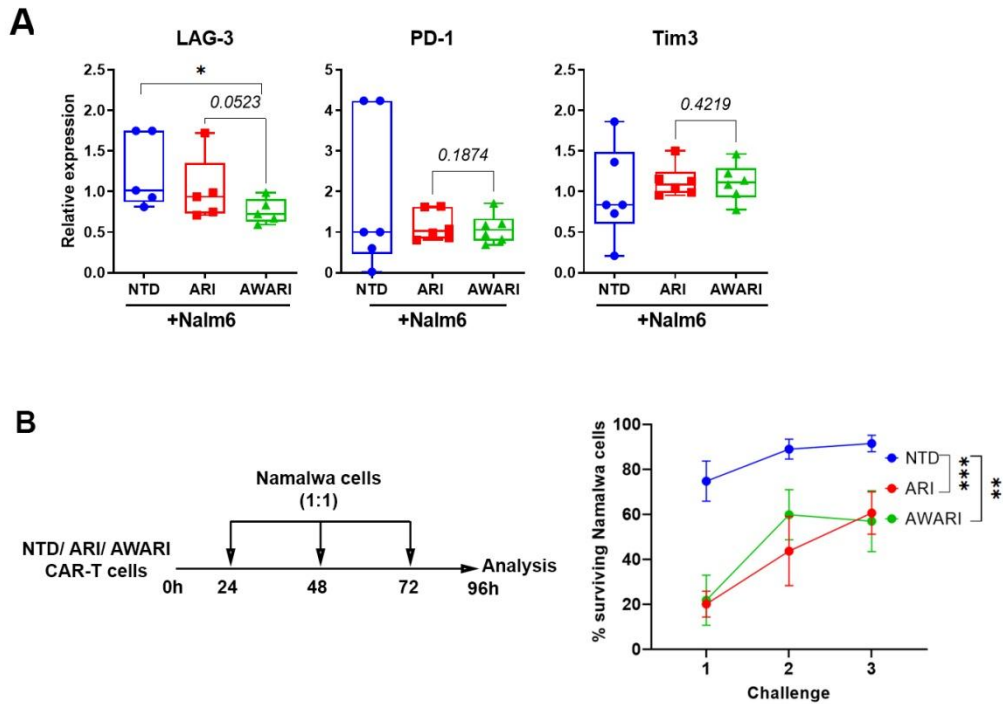 A
LAG-3
PD-1
Tim3
Relative expression
2.5
2.0
1.5
1.0
0.5
0.0
*
0.0523
NTD
ARI
AWARI
+Nalm6
5
4
3
2
1
0
0.1874
NTD
ARI
AWARI
+Nalm6
2.5
2.0
1.5
1.0
0.5
0.0
0.4219
NTD
ARI
AWARI
+Nalm6
B
Namalwa cells
(1:1)
NTD/ ARI/ AWARI
CAR-T cells
0h
24
48
72
96h
Analysis
% surviving Namalwa cells
100
80
60
40
20
0
1
2
3
Challenge
NTD
ARI
AWARI
***
**